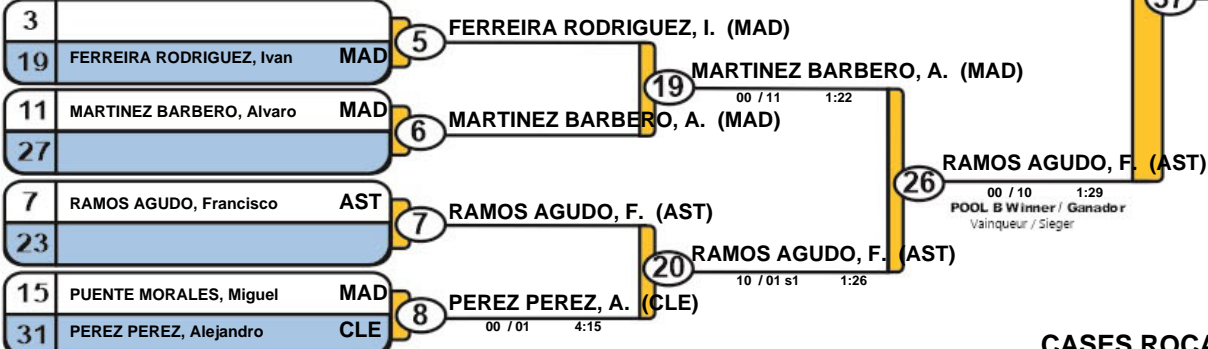 3
19 FERREIRA RODRIGUEZ, Ivan MAD
5
FERREIRA RODRIGUEZ, I. (MAD)
11 MARTINEZ BARBERO, Alvaro MAD
27
6
MARTINEZ BARBERO, A. (MAD)
19
MARTINEZ BARBERO, A. (MAD)
00 / 11 1:22
7 RAMOS AGUDO, Francisco AST
23
7
RAMOS AGUDO, F. (AST)
15 PUENTE MORALES, Miguel MAD
31 PEREZ PEREZ, Alejandro CLE
8
PEREZ PEREZ, A. (CLE)
00 / 01 4:15
20
RAMOS AGUDO, F. (AST)
10 / 01 s1 1:26
26
RAMOS AGUDO, F. (AST)
00 / 10 1:29
POOL B Winner / Ganador
Vainqueur / Sieger
37
CASES ROCA